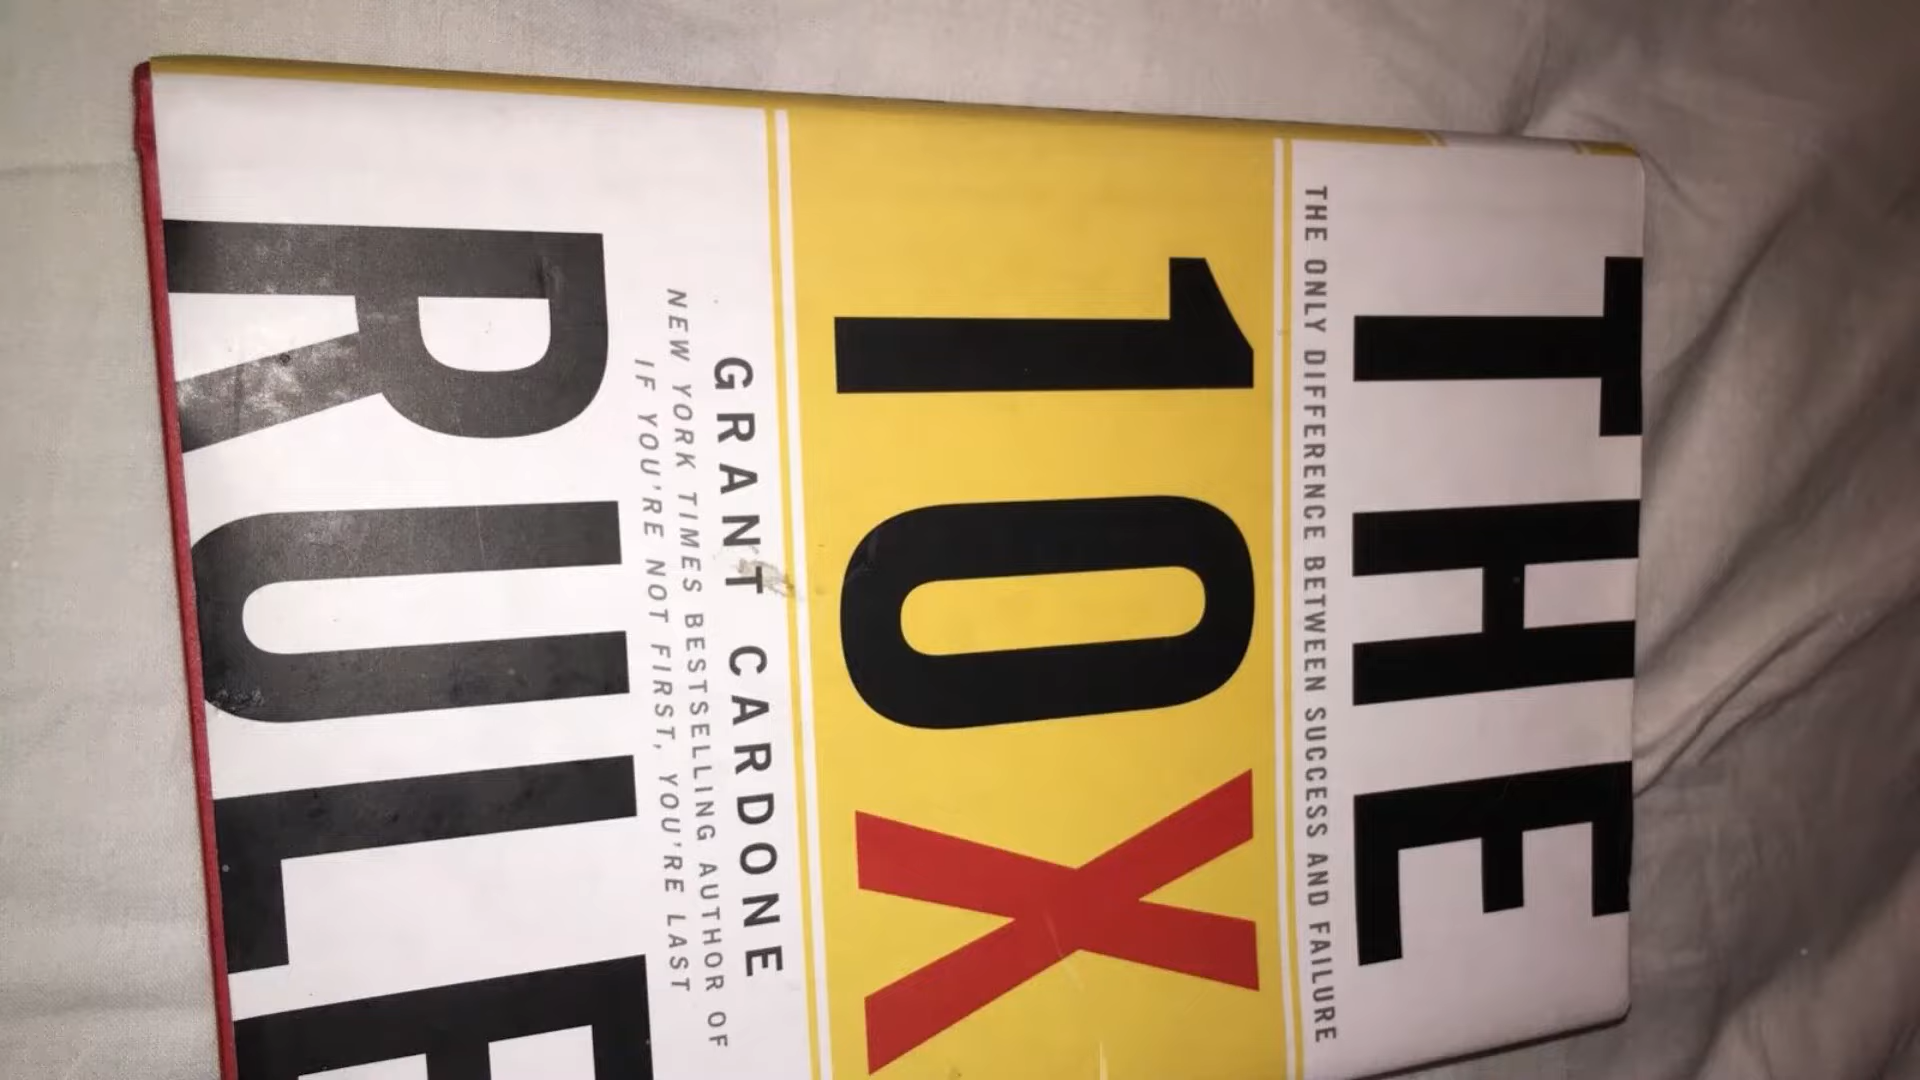 THE
THE ONLY DIFFERENCE BETWEEN SUCCESS AND FAILURE
10X
GRANT CARDONE
NEW YORK TIMES BESTSELLING AUTHOR OF
IF YOU'RE NOT FIRST, YOU'RE LAST
RULE